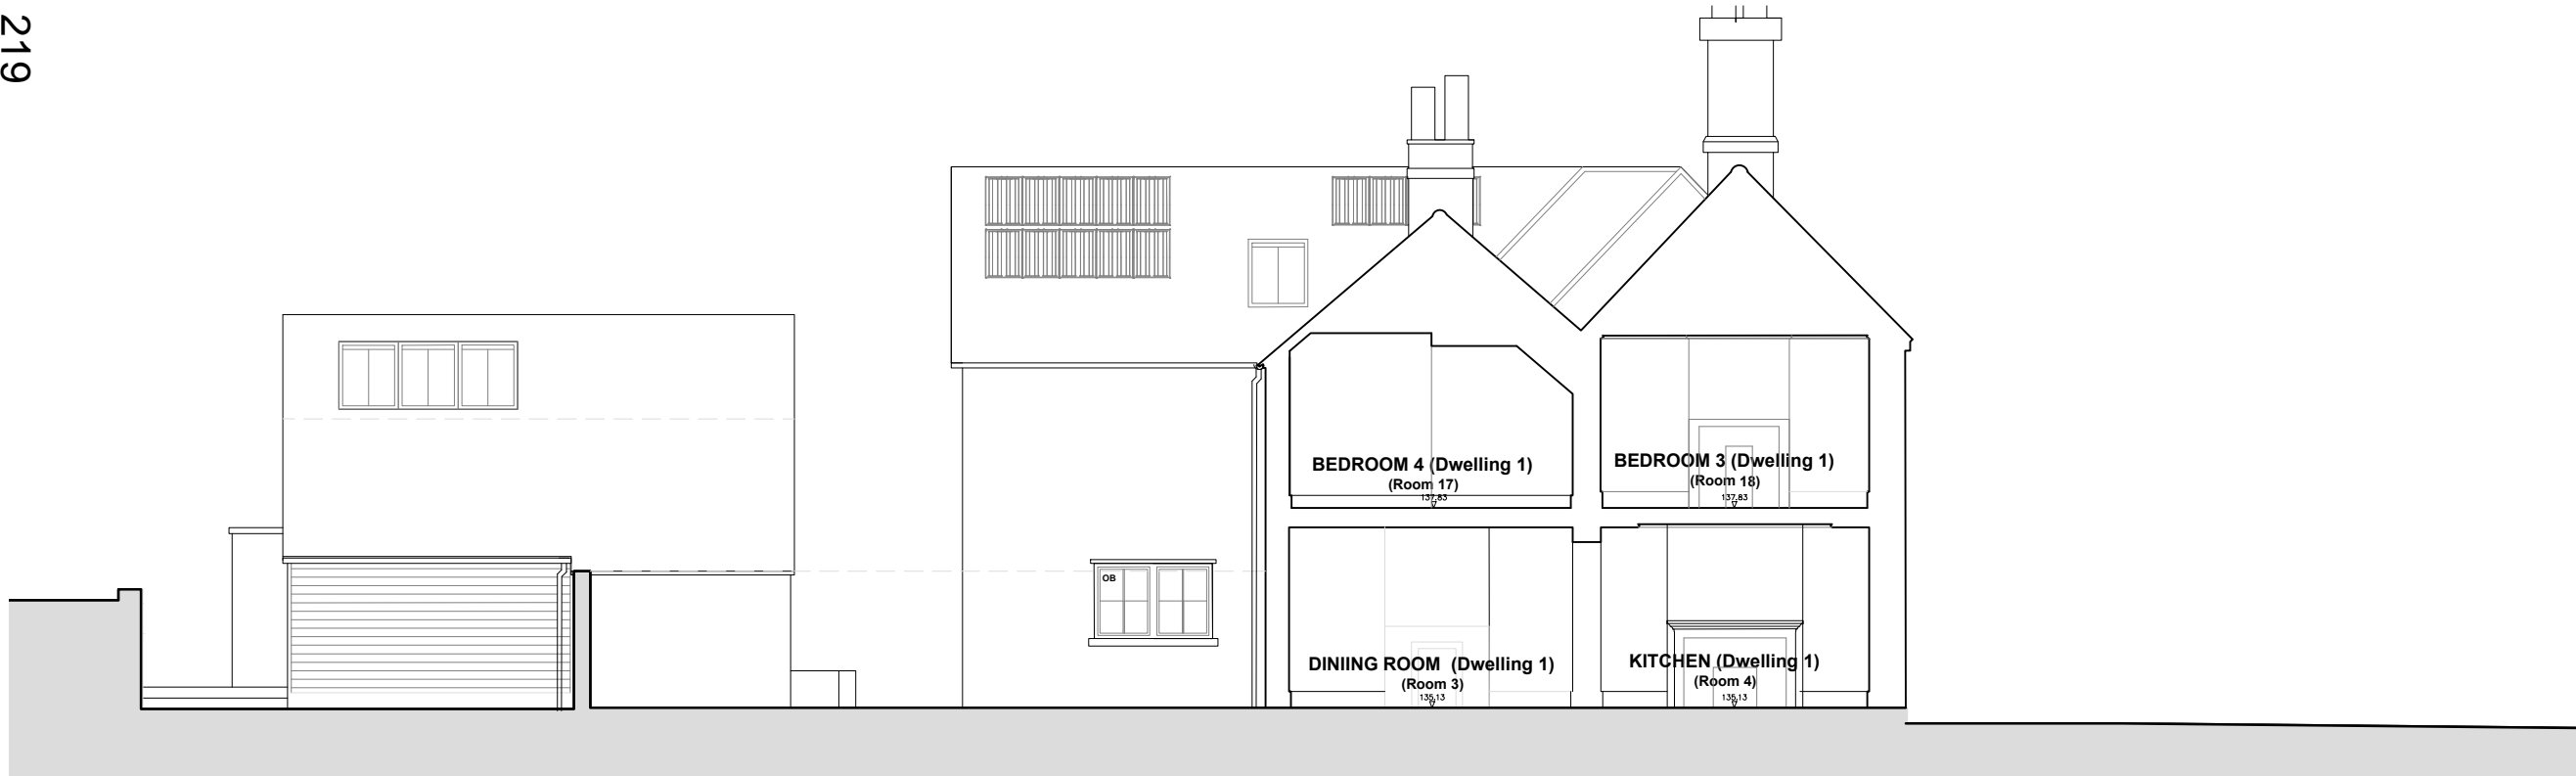 219
BEDROOM 4 (Dwelling 1)
(Room 17)
137.83
BEDROOM 3 (Dwelling 1)
(Room 18)
137.83
OB
DINIING ROOM (Dwelling 1)
(Room 3)
135.13
KITCHEN (Dwelling 1)
(Room 4)
135.13